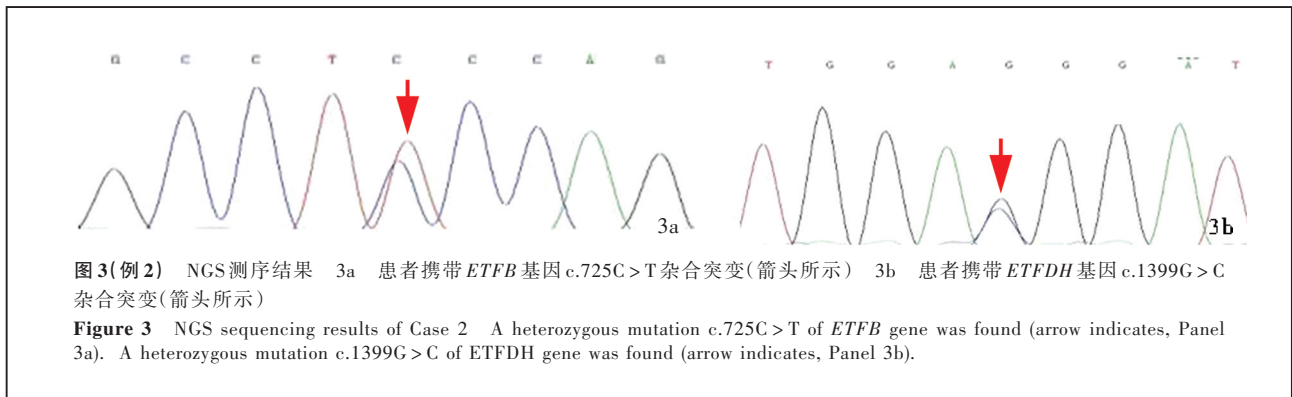 G C C T C C C A G
T G G A G G G A T
3a
3b
图3(例2) NGS测序结果 3a 患者携带ETFB基因c.725C>T杂合突变(箭头所示) 3b 患者携带ETFDH基因c.1399G>C
杂合突变(箭头所示)
Figure 3 NGS sequencing results of Case 2 A heterozygous mutation c.725C>T of ETFB gene was found (arrow indicates, Panel
3a). A heterozygous mutation c.1399G>C of ETFDH gene was found (arrow indicates, Panel 3b).